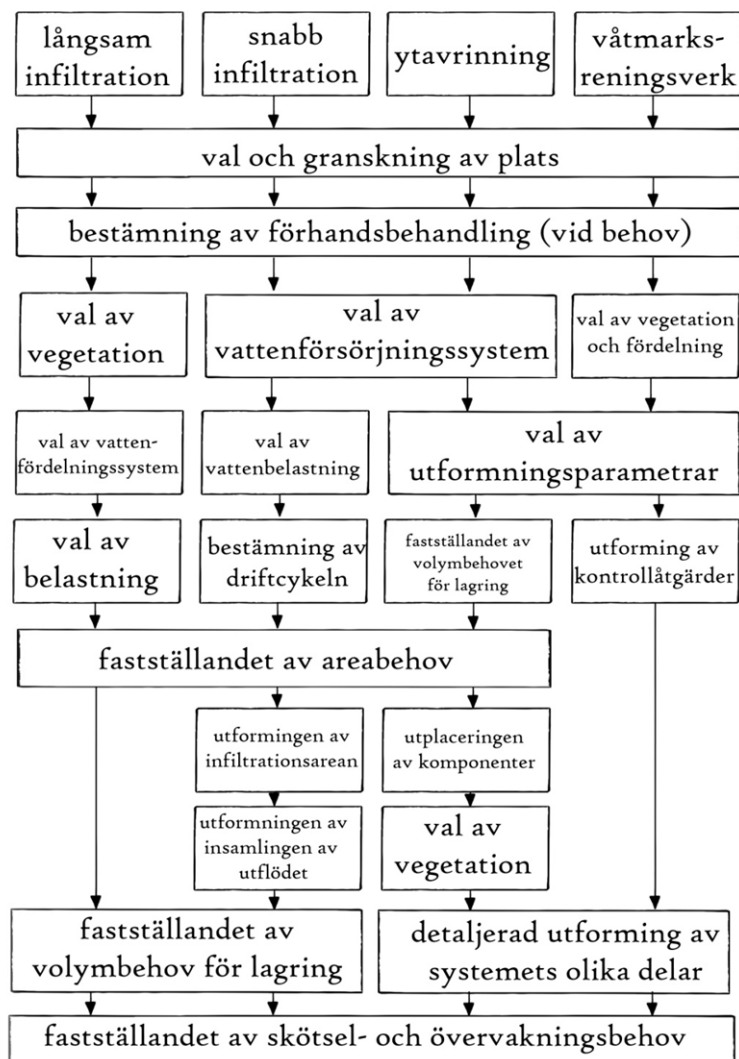 långsam
infiltration
snabb
infiltration
ytavrinning
våtmarks-
reningsverk
val och granskning av plats
bestämning av förhandsbehandling (vid behov)
val av
vegetation
val av
vattenförsörjningssystem
val av vegetation
och fördelning
val av vatten-
fördelningssystem
val av
vattenbelastning
val av
utformningsparametrar
val av
belastning
bestämning av
driftcykeln
fastställandet av
volymbehovet
för lagring
utforming av
kontrollåtgärder
fastställandet av areabehov
utformingen av
infiltrationsarean
utplaceringen
av komponenter
utformningen av
insamlingen av
utflödet
val av
vegetation
fastställandet av
volymbehov för lagring
detaljerad utforming av
systemets olika delar
fastställandet av skötsel- och övervakningsbehov